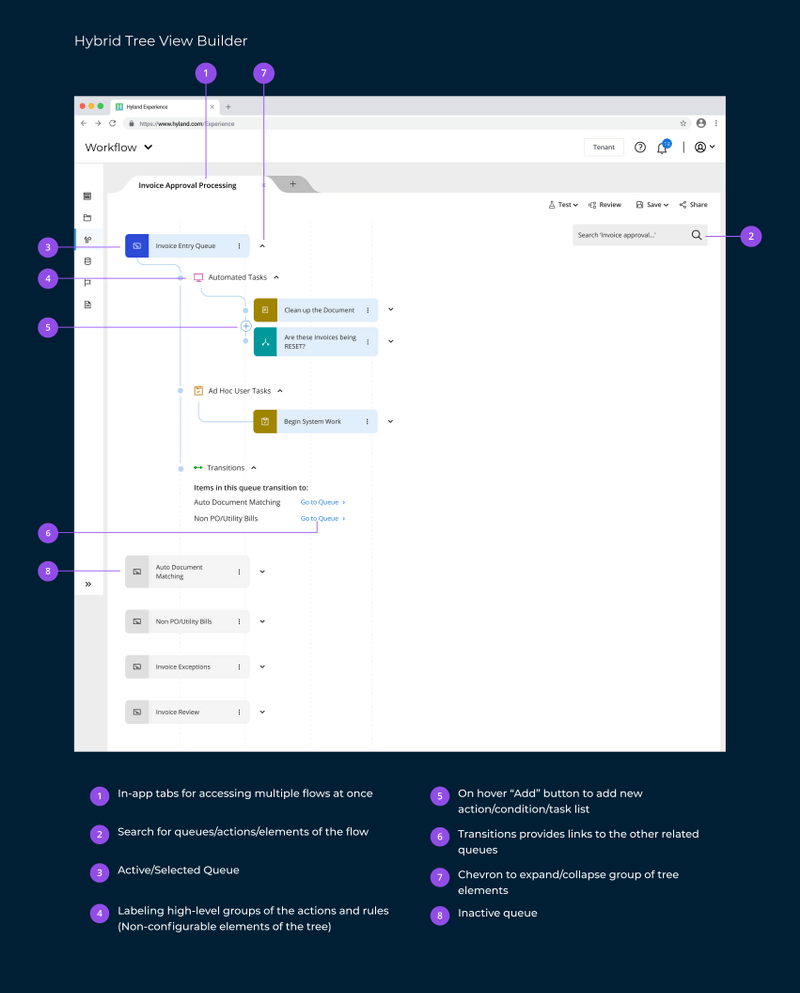 Hybrid Tree View Builder
1
7
Hyland Experience
https://www.hyland.com/Experience
Workflow
Tenant
Invoice Approval Processing
Test
Review
Save
Share
Search 'Invoice approval...'
2
3
Invoice Entry Queue
4
Automated Tasks
Clean up the Document
5
Are these Invoices being
RESET?
Ad Hoc User Tasks
Begin System Work
Transitions
Items in this queue transition to:
Auto Document Matching Go to Queue
Non PO/Utility Bills Go to Queue
6
8
Auto Document
Matching
Non PO/Utility Bills
Invoice Exceptions
Invoice Review
1 In-app tabs for accessing multiple flows at once
2 Search for queues/actions/elements of the flow
3 Active/Selected Queue
4 Labeling high-level groups of the actions and rules
(Non-configurable elements of the tree)
5 On hover “Add” button to add new
action/condition/task list
6 Transitions provides links to the other related
queues
7 Chevron to expand/collapse group of tree
elements
8 Inactive queue